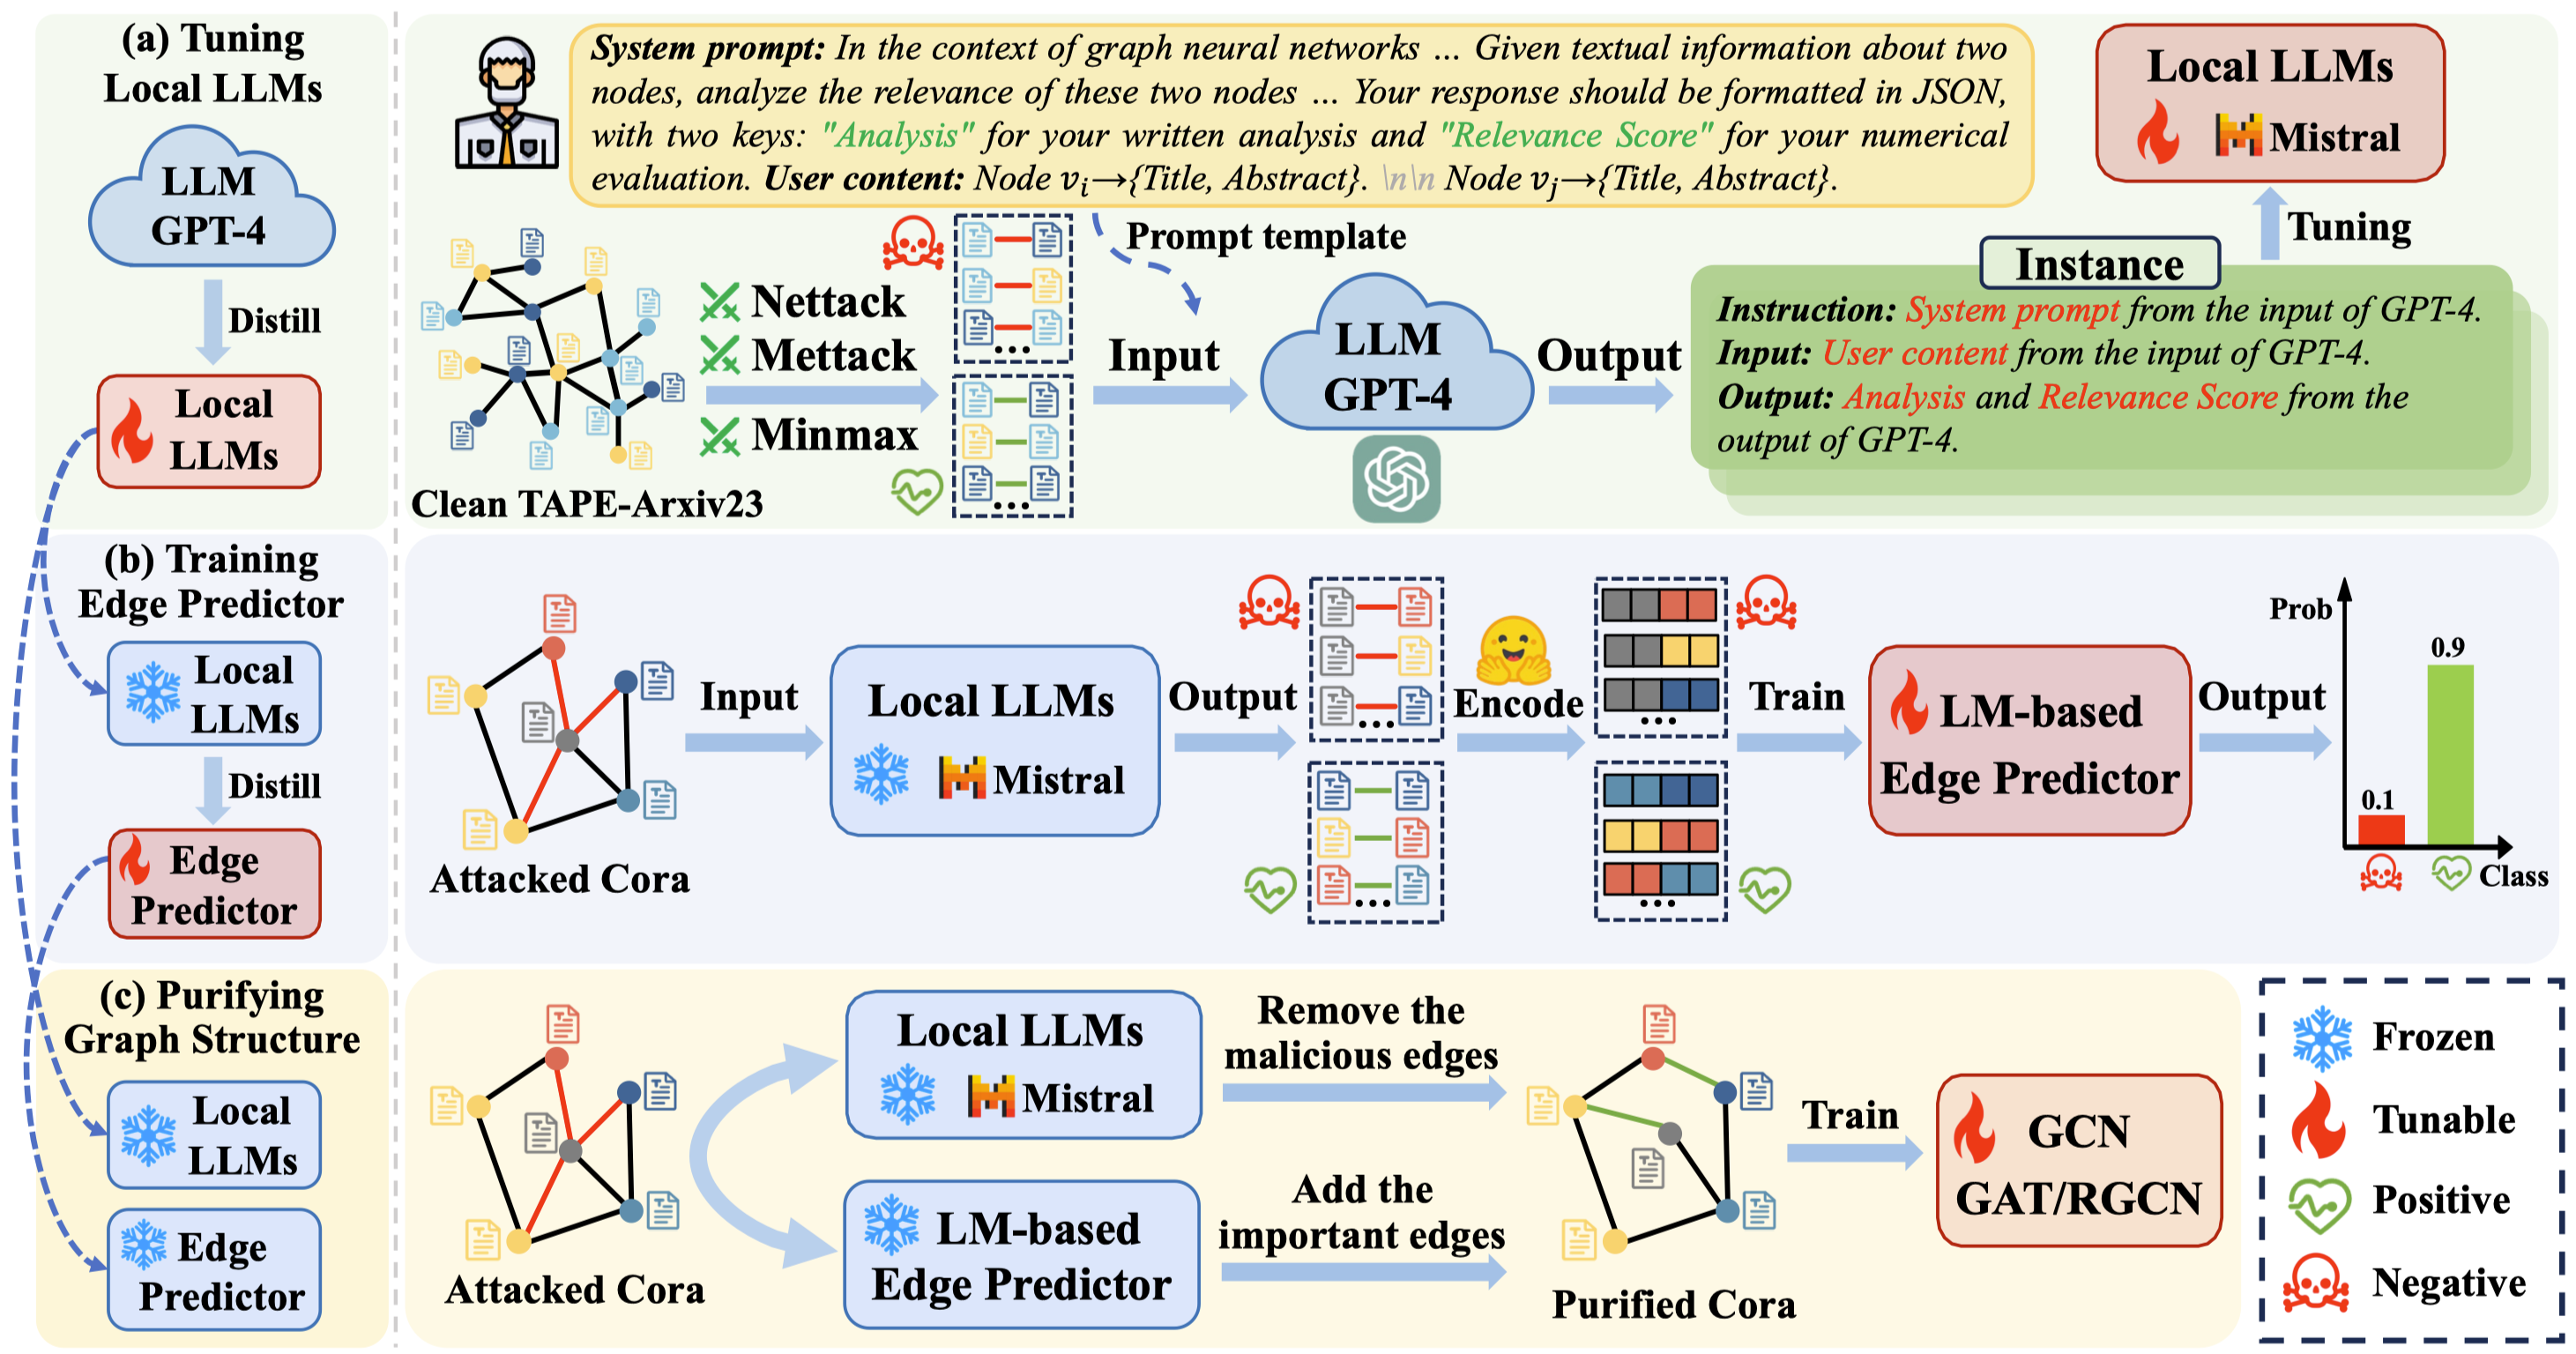 (a) Tuning
Local LLMs
LLM
GPT-4
Distill
Local
LLMs
System prompt: In the context of graph neural networks ... Given textual information about two
nodes, analyze the relevance of these two nodes ... Your response should be formatted in JSON,
with two keys: "Analysis" for your written analysis and "Relevance Score" for your numerical
evaluation. User content: Node vᵢ→{Title, Abstract}. \n\n Node vⱼ→{Title, Abstract}.
Local LLMs
Mistral
Tuning
Clean TAPE-Arxiv23
Nettack
Mettack
Minmax
...
...
Prompt template
Input
LLM
GPT-4
Output
Instance
Instruction: System prompt from the input of GPT-4.
Input: User content from the input of GPT-4.
Output: Analysis and Relevance Score from the
output of GPT-4.
(b) Training
Edge Predictor
Local
LLMs
Distill
Edge
Predictor
Attacked Cora
Input
Local LLMs
Mistral
Output
...
...
Encode
...
...
Train
LM-based
Edge Predictor
Output
Prob
0.9
0.1
Class
(c) Purifying
Graph Structure
Local
LLMs
Edge
Predictor
Attacked Cora
Local LLMs
Mistral
LM-based
Edge Predictor
Remove the
malicious edges
Add the
important edges
Purified Cora
Train
GCN
GAT/RGCN
Frozen
Tunable
Positive
Negative